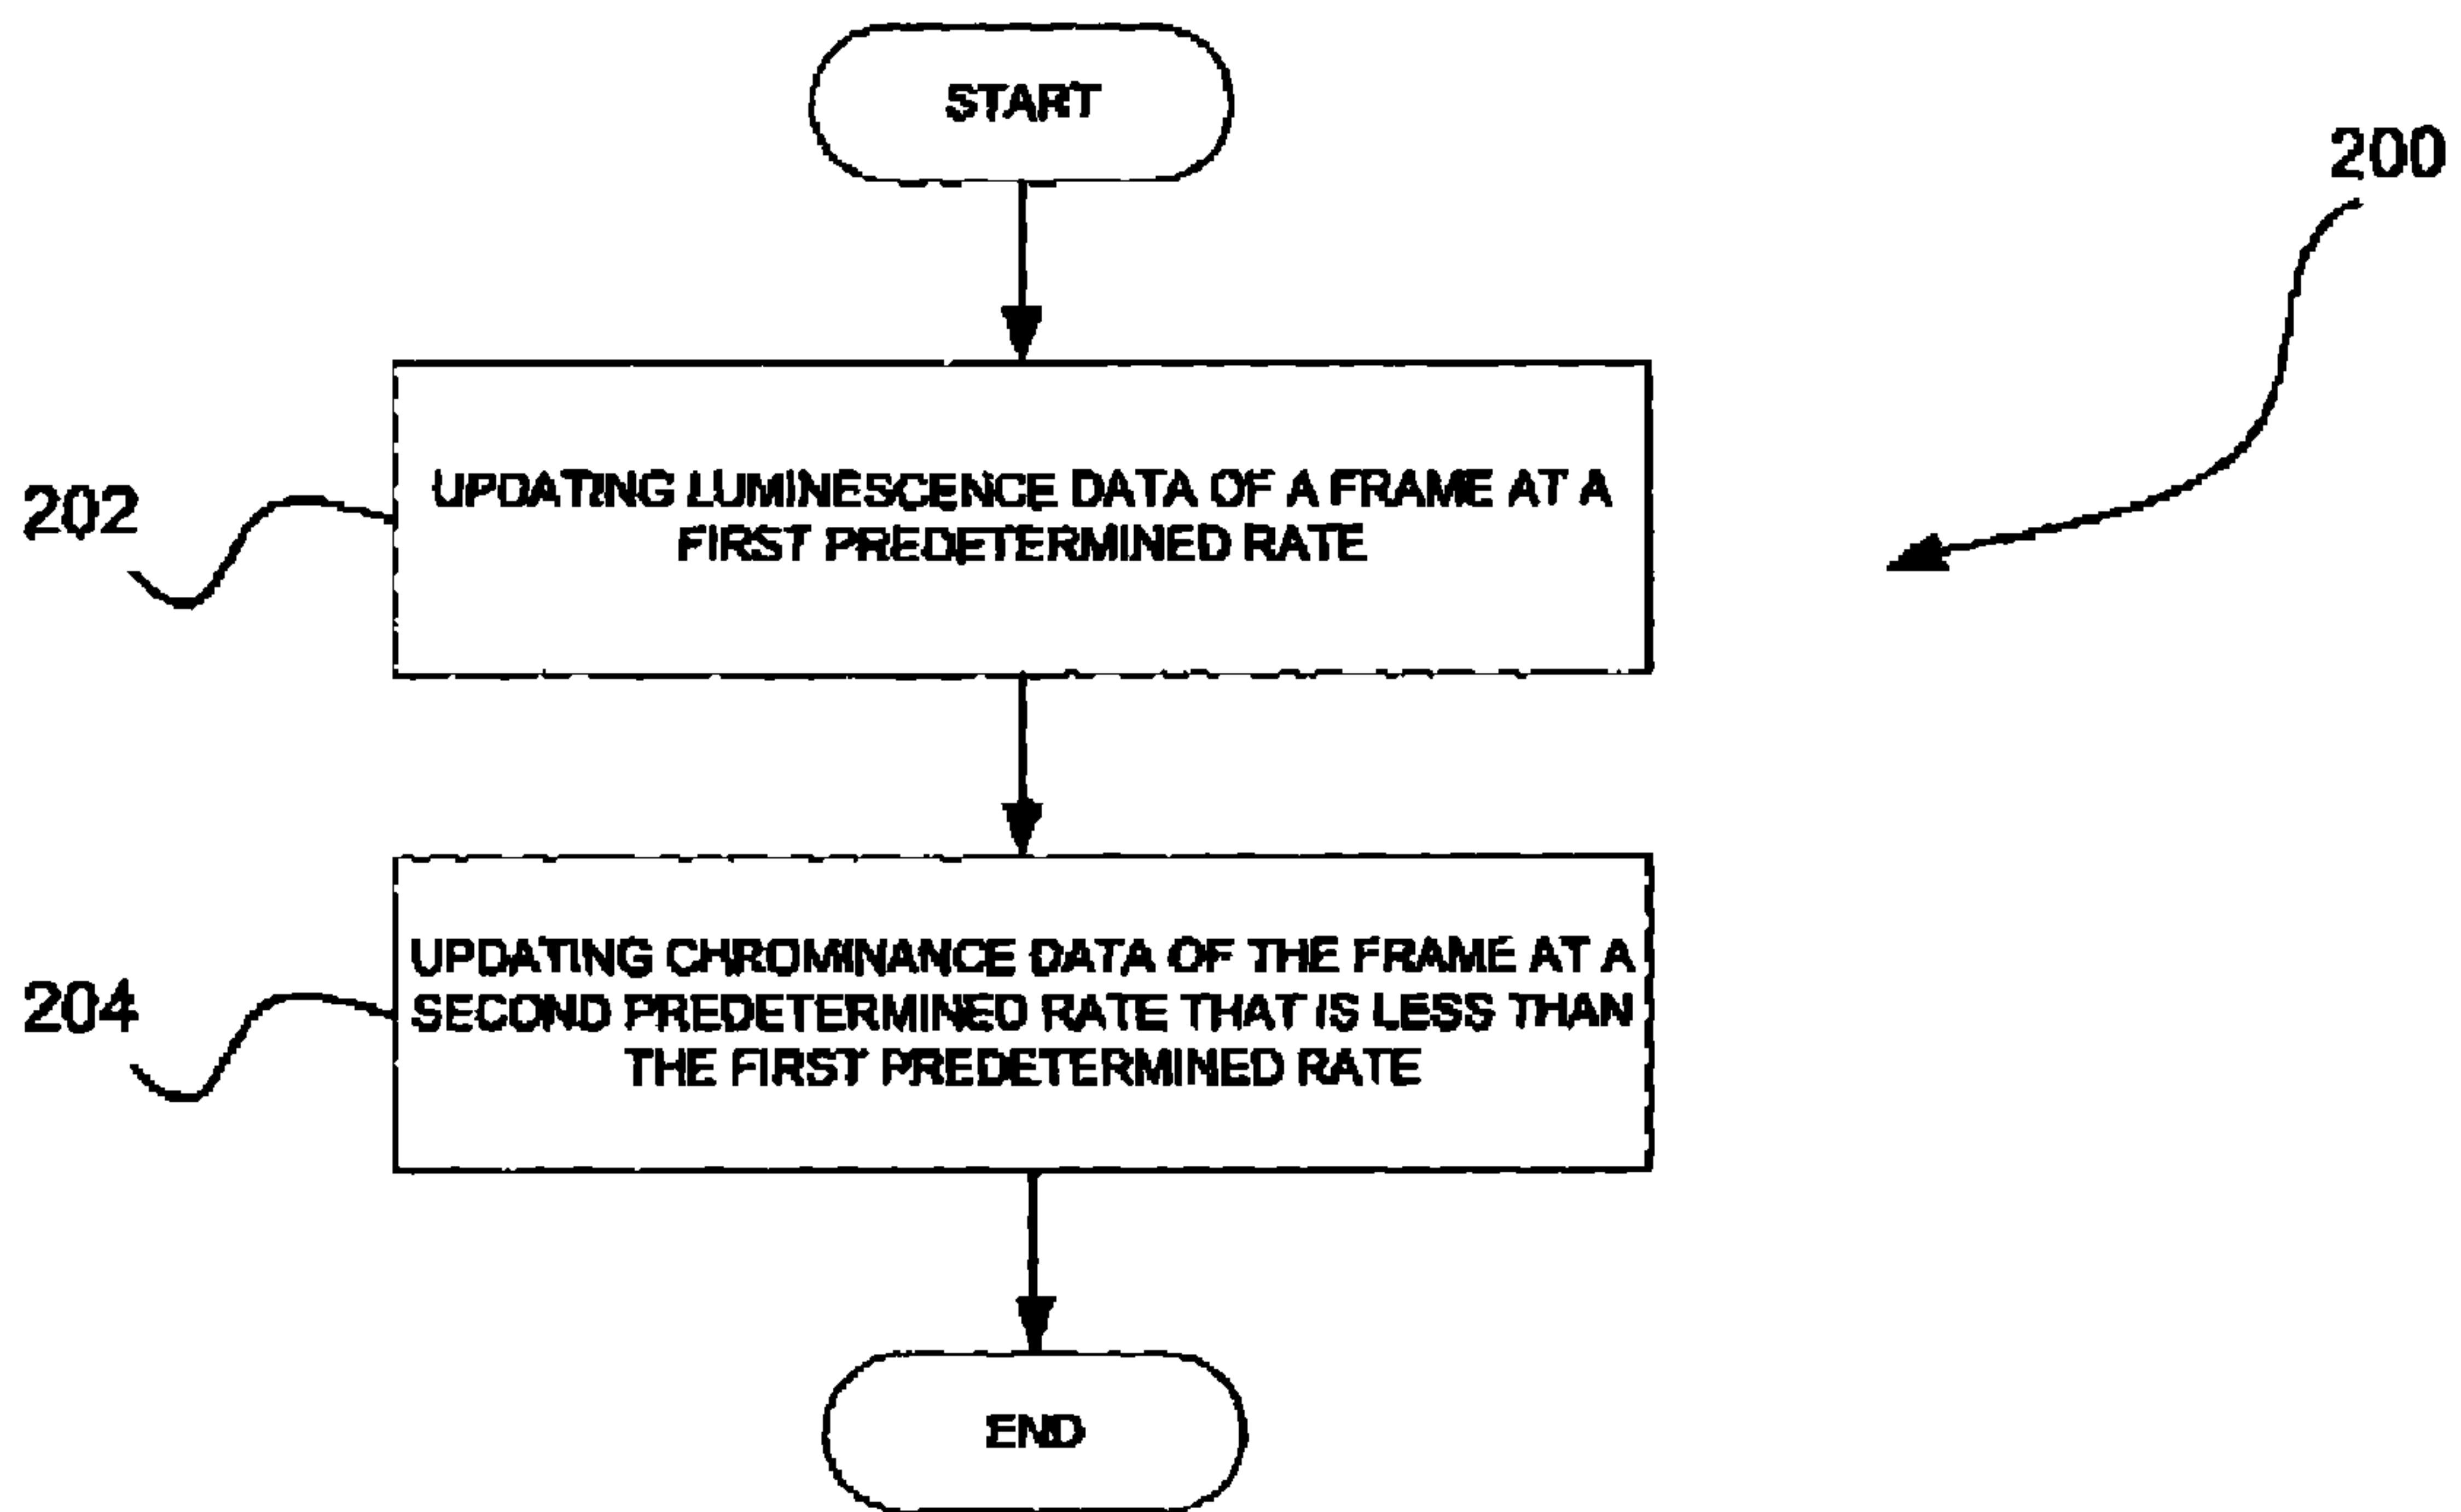 START
200
202
UPDATING LUMINESCENCE DATA OF A FRAME AT A
FIRST PREDETERMINED RATE
204
UPDATING CHROMINANCE DATA OF THE FRAME AT A
SECOND PREDETERMINED RATE THAT IS LESS THAN
THE FIRST PREDETERMINED RATE
END